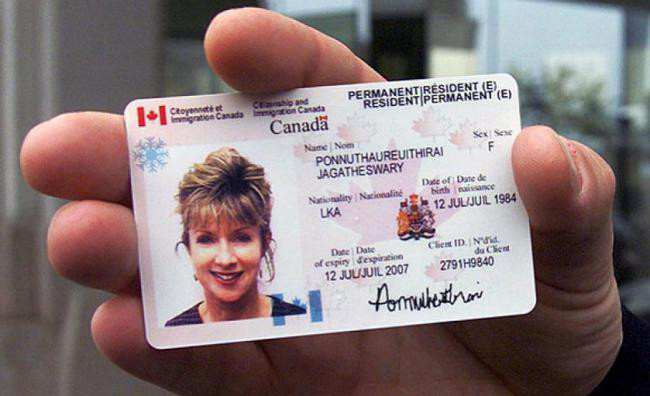 PERMANENT|RÉSIDENT (E)
RESIDENT|PERMANENT (E)
Citoyenneté et Citizenship and
Immigration Canada Immigration Canada
Canada
Name | Nom Sex | Sexe
PONNUTHAUREUITHIRAI F
JAGATHESWARY
Nationality | Nationalité Date of | Date de
birth | naissance
LKA 12 JUL/JUIL 1984
Date | Date Client ID. | N°d'id.
of expiry | d'expiration du Client
12 JUL/JUIL 2007 2791H9840